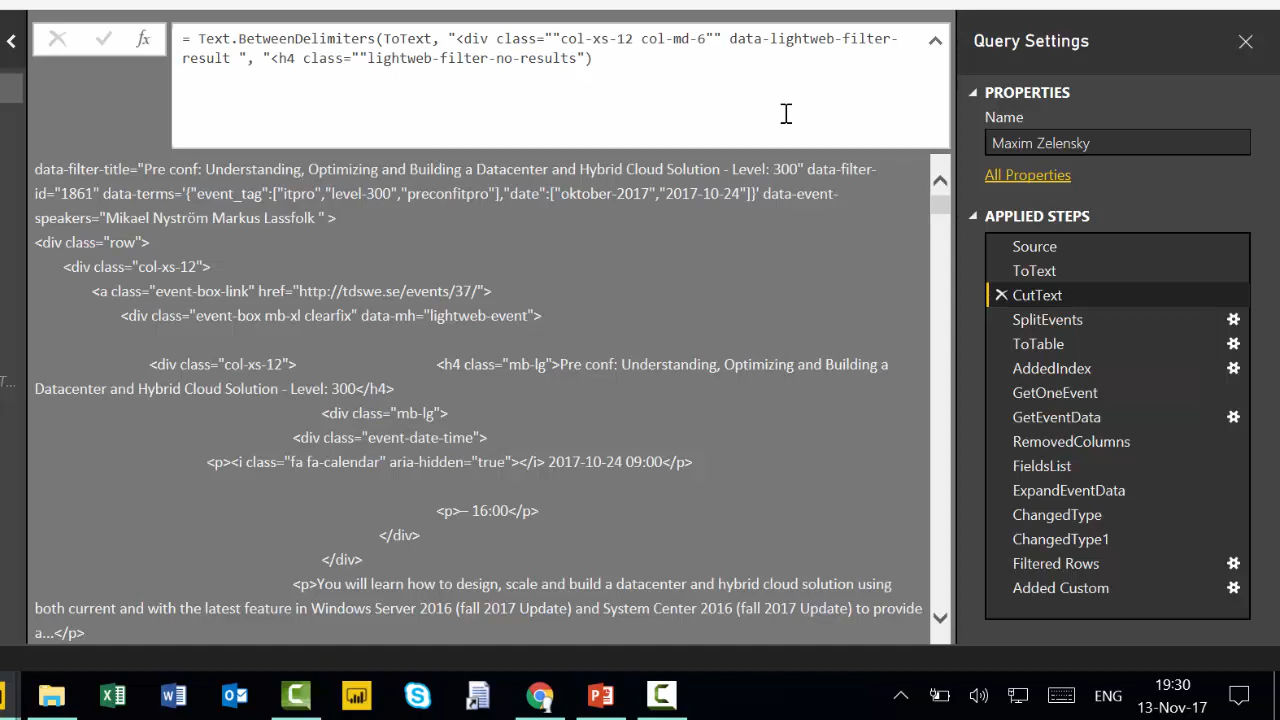 = Text.BetweenDelimiters(ToText, "<div class=""col-xs-12 col-md-6"" data-lightweb-filter-
result ", "<h4 class=""lightweb-filter-no-results")
data-filter-title="Pre conf: Understanding, Optimizing and Building a Datacenter and Hybrid Cloud Solution - Level: 300" data-filter-
id="1861" data-terms='{"event_tag":["itpro","level-300","preconfitpro"],"date":["oktober-2017","2017-10-24"]}' data-event-
speakers="Mikael Nyström Markus Lassfolk " >
<div class="row">
<div class="col-xs-12">
<a class="event-box-link" href="http://tdswe.se/events/37/">
<div class="event-box mb-xl clearfix" data-mh="lightweb-event">
<div class="col-xs-12"> <h4 class="mb-lg">Pre conf: Understanding, Optimizing and Building a
Datacenter and Hybrid Cloud Solution - Level: 300</h4>
<div class="mb-lg">
<div class="event-date-time">
<p><i class="fa fa-calendar" aria-hidden="true"></i> 2017-10-24 09:00</p>
<p>– 16:00</p>
</div>
</div>
<p>You will learn how to design, scale and build a datacenter and hybrid cloud solution using
both current and with the latest feature in Windows Server 2016 (fall 2017 Update) and System Center 2016 (fall 2017 Update) to provide
a...</p>
T...
Query Settings
PROPERTIES
Name
Maxim Zelensky
All Properties
APPLIED STEPS
Source
ToText
CutText
SplitEvents
ToTable
AddedIndex
GetOneEvent
GetEventData
RemovedColumns
FieldsList
ExpandEventData
ChangedType
ChangedType1
Filtered Rows
Added Custom
ENG
19:30
13-Nov-17